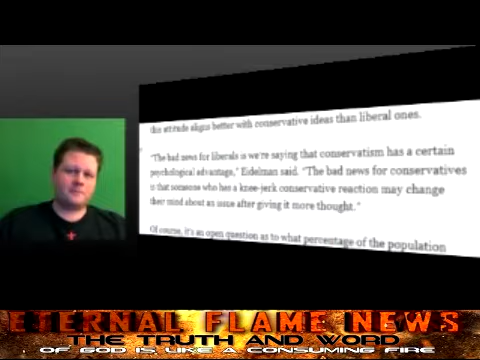 this attitude aligns better with conservative ideas than liberal ones.
"The bad news for liberals is we're saying that conservatism has a certain
psychological advantage," Eidelman said. "The bad news for conservatives
is that someone who has a knee-jerk conservative reaction may change
their mind about an issue after giving it more thought."
Of course, it's an open question as to what percentage of the population
ETERNAL FLAME NEWS
THE TRUTH AND WORD
OF GOD IS LIKE A CONSUMING FIRE